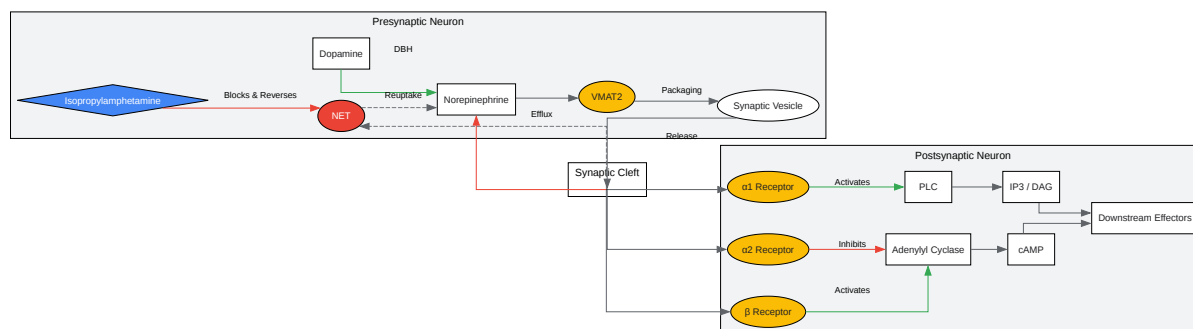 Presynaptic Neuron
Dopamine
DBH
Isopropylamphetamine
Blocks & Reverses
Reuptake
NET
Norepinephrine
Efflux
VMAT2
Packaging
Synaptic Vesicle
Release
Synaptic Cleft
Postsynaptic Neuron
α1 Receptor
Activates
PLC
IP3 / DAG
Downstream Effectors
α2 Receptor
Inhibits
Adenylyl Cyclase
cAMP
β Receptor
Activates